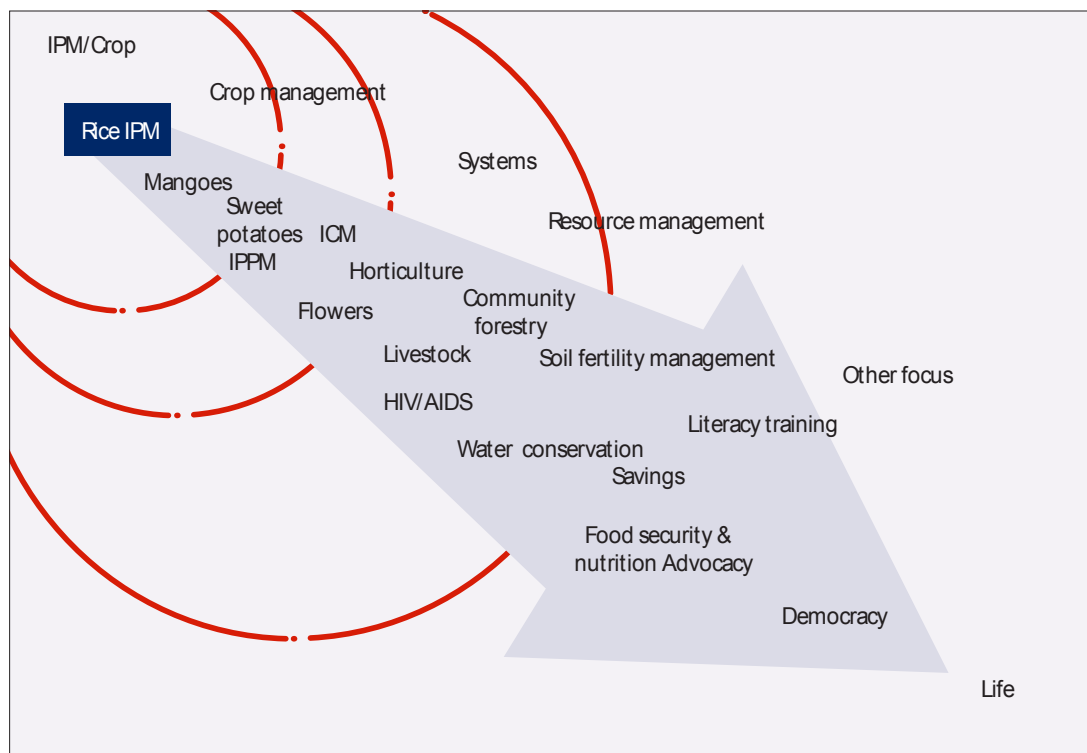 IPM/Crop
Crop management
Rice IPM
Systems
Mangoes
Sweet
potatoes
IPPM
ICM
Resource management
Horticulture
Flowers
Community
forestry
Livestock
Soil fertility management
Other focus
HIV/AIDS
Literacy training
Water conservation
Savings
Food security &
nutrition Advocacy
Democracy
Life